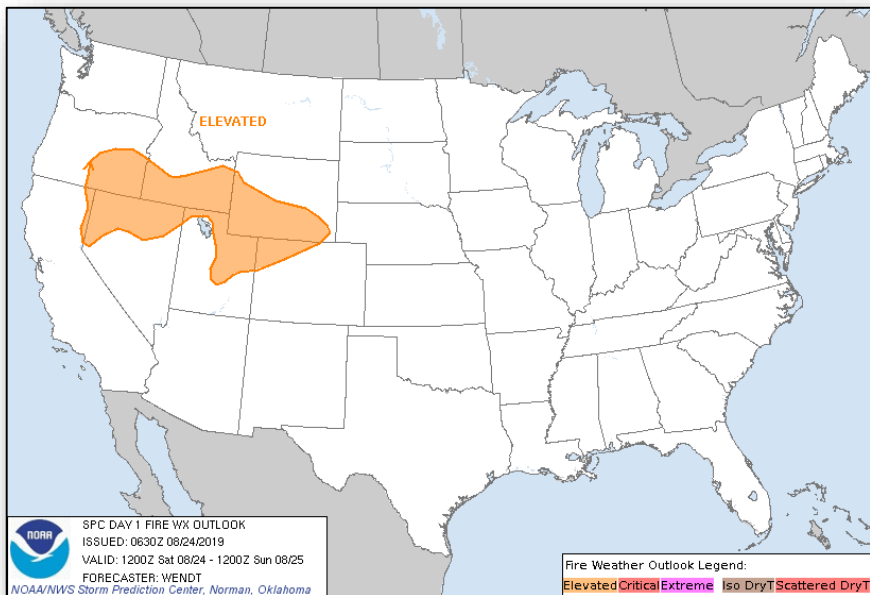 ELEVATED
NOAA
SPC DAY 1 FIRE WX OUTLOOK
ISSUED: 0630Z 08/24/2019
VALID: 1200Z Sat 08/24 - 1200Z Sun 08/25
FORECASTER: WENDT
NOAA/NWS Storm Prediction Center, Norman, Oklahoma
Fire Weather Outlook Legend:
Elevated Critical Extreme Iso DryT Scattered DryT